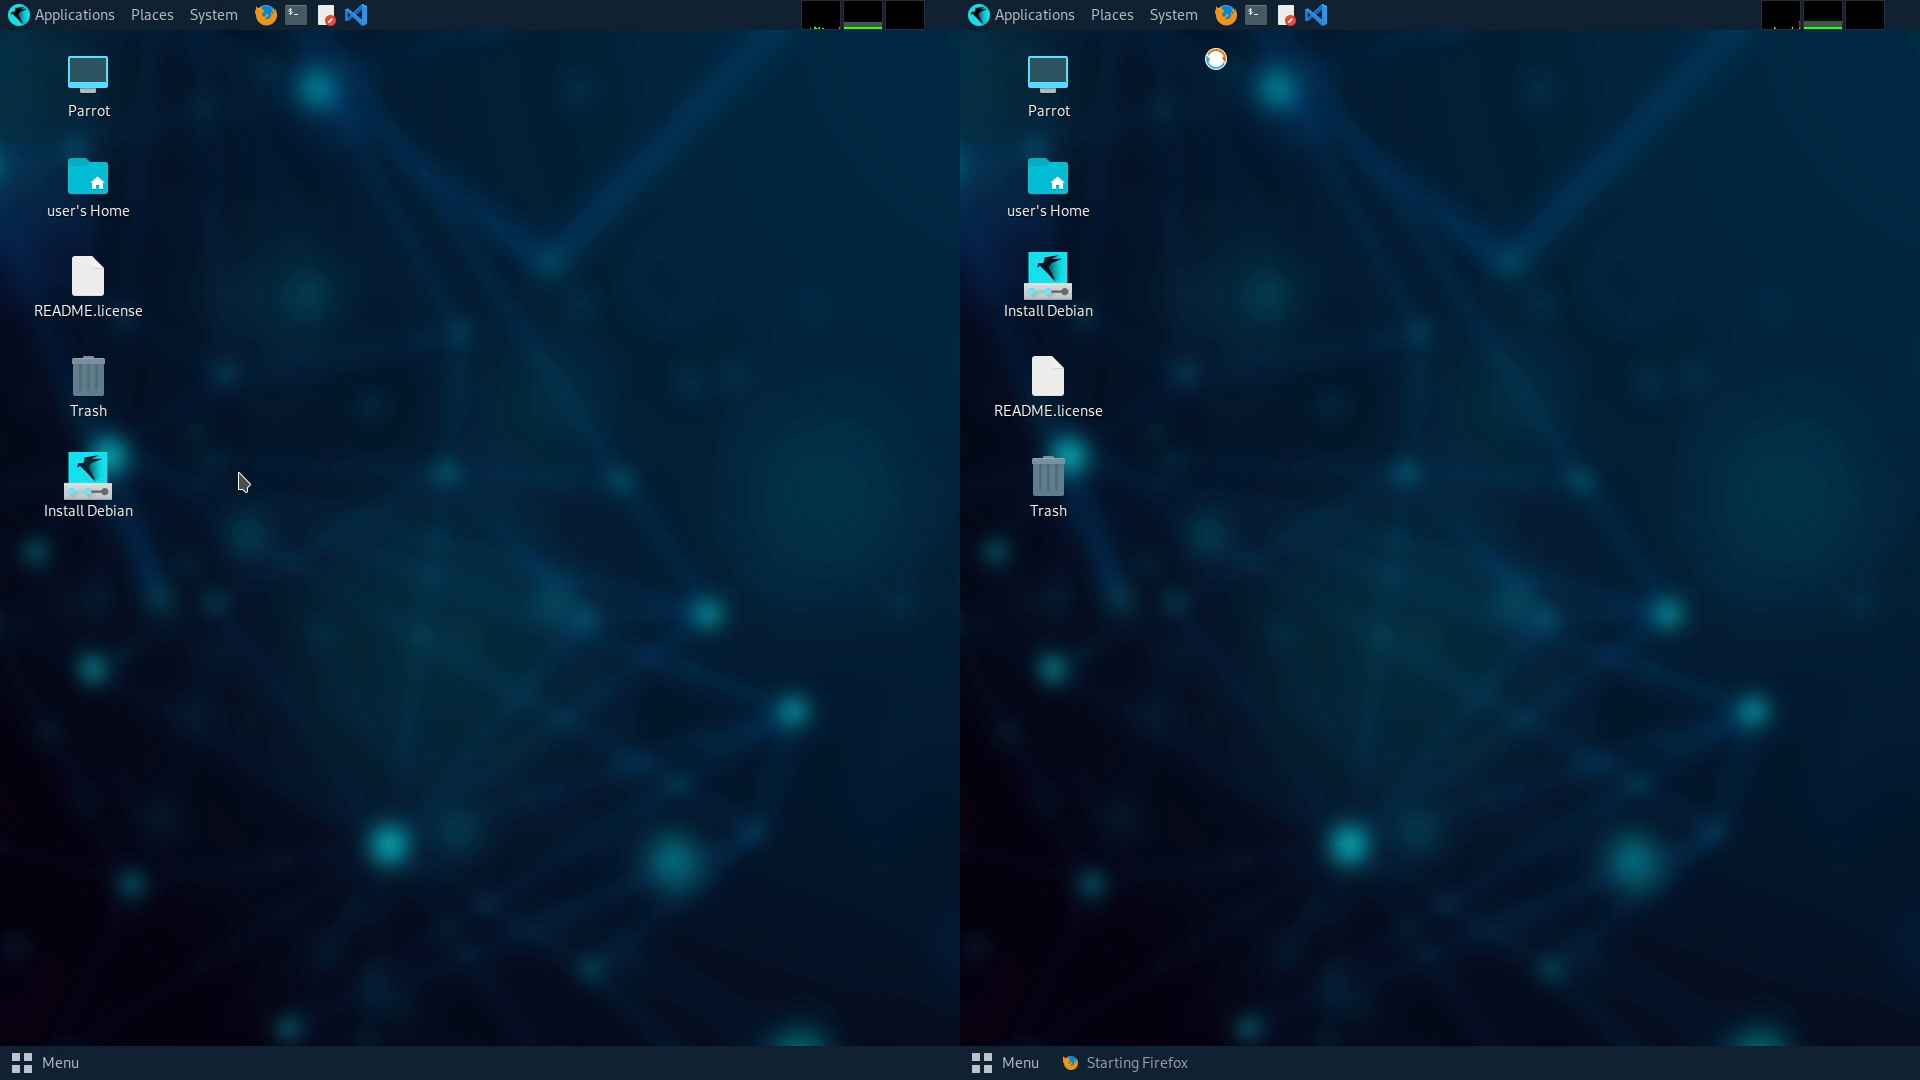 Applications Places System
Parrot
user's Home
README.license
Trash
Install Debian
Menu
Applications Places System
Parrot
user's Home
Install Debian
README.license
Trash
Menu Starting Firefox